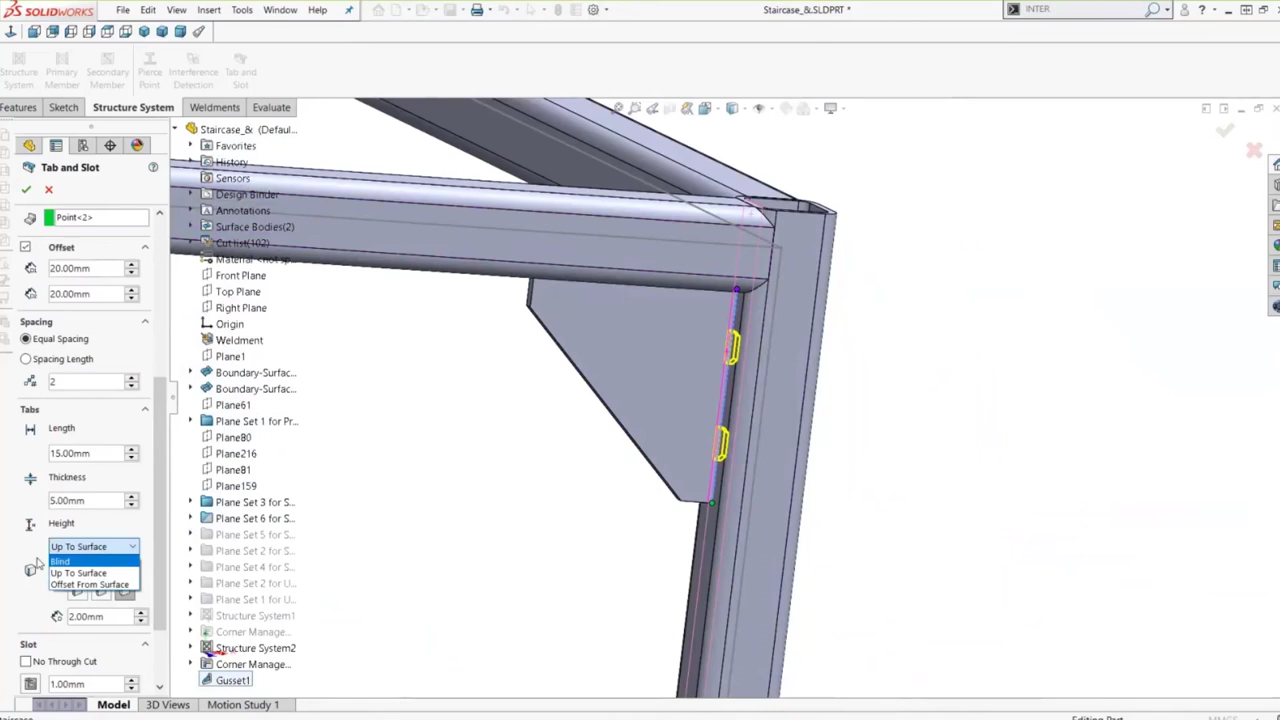 SOLIDWORKS
File Edit View Insert Tools Window Help
Staircase_&.SLDPRT *
INTER
Structure System
Primary Member
Secondary Member
Pierce Point
Interference Detection
Tab and Slot
Features Sketch Structure System Weldments Evaluate
Tab and Slot
Point<2>
Offset
20.00mm
20.00mm
Spacing
Equal Spacing
Spacing Length
2
Tabs
Length
15.00mm
Thickness
5.00mm
Height
Up To Surface
Blind
Up To Surface
Offset From Surface
2.00mm
Slot
No Through Cut
1.00mm
Staircase_& (Defaul...
Favorites
History
Sensors
Design Binder
Annotations
Surface Bodies(2)
Cut list(102)
Material <not sp...
Front Plane
Top Plane
Right Plane
Origin
Weldment
Plane1
Boundary-Surfac...
Boundary-Surfac...
Plane61
Plane Set 1 for Pr...
Plane80
Plane216
Plane81
Plane159
Plane Set 3 for S...
Plane Set 6 for S...
Plane Set 5 for S...
Plane Set 2 for S...
Plane Set 4 for S...
Plane Set 2 for U...
Plane Set 1 for U...
Structure System1
Corner Manage...
Structure System2
Corner Manage...
Gusset1
Model 3D Views Motion Study 1
Editing Part